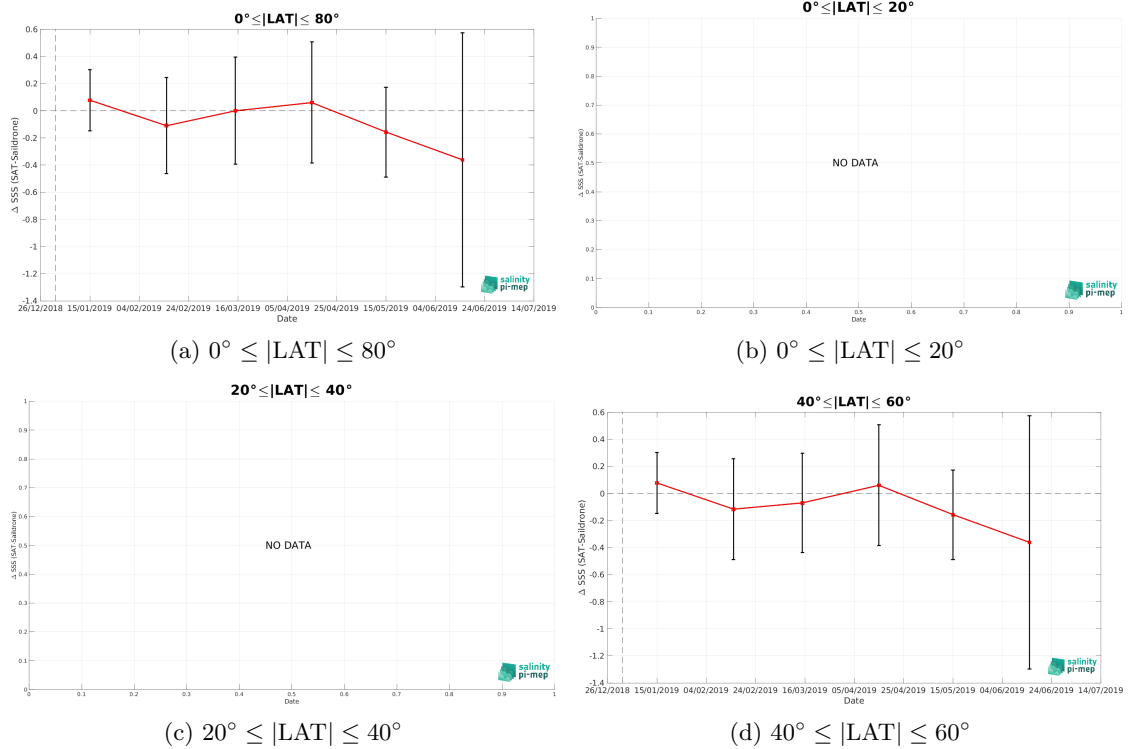 0°≤|LAT|≤ 80°
0.6
0.4
0.2
0
-0.2
-0.4
-0.6
-0.8
-1
-1.2
-1.4
Δ SSS (SAT-Saildrone)
26/12/2018 15/01/2019 04/02/2019 24/02/2019 16/03/2019 05/04/2019 25/04/2019 15/05/2019 04/06/2019 24/06/2019 14/07/2019
Date
salinity
pi-mep
(a) 0° ≤ |LAT| ≤ 80°
0°≤|LAT|≤ 20°
1
0.9
0.8
0.7
0.6
0.5
0.4
0.3
0.2
0.1
0
Δ SSS (SAT-Saildrone)
NO DATA
0 0.1 0.2 0.3 0.4 0.5 0.6 0.7 0.8 0.9 1
Date
salinity
pi-mep
(b) 0° ≤ |LAT| ≤ 20°
20°≤|LAT|≤ 40°
1
0.9
0.8
0.7
0.6
0.5
0.4
0.3
0.2
0.1
0
Δ SSS (SAT-Saildrone)
NO DATA
0 0.1 0.2 0.3 0.4 0.5 0.6 0.7 0.8 0.9 1
Date
salinity
pi-mep
(c) 20° ≤ |LAT| ≤ 40°
40°≤|LAT|≤ 60°
0.6
0.4
0.2
0
-0.2
-0.4
-0.6
-0.8
-1
-1.2
-1.4
Δ SSS (SAT-Saildrone)
26/12/2018 15/01/2019 04/02/2019 24/02/2019 16/03/2019 05/04/2019 25/04/2019 15/05/2019 04/06/2019 24/06/2019 14/07/2019
Date
salinity
pi-mep
(d) 40° ≤ |LAT| ≤ 60°